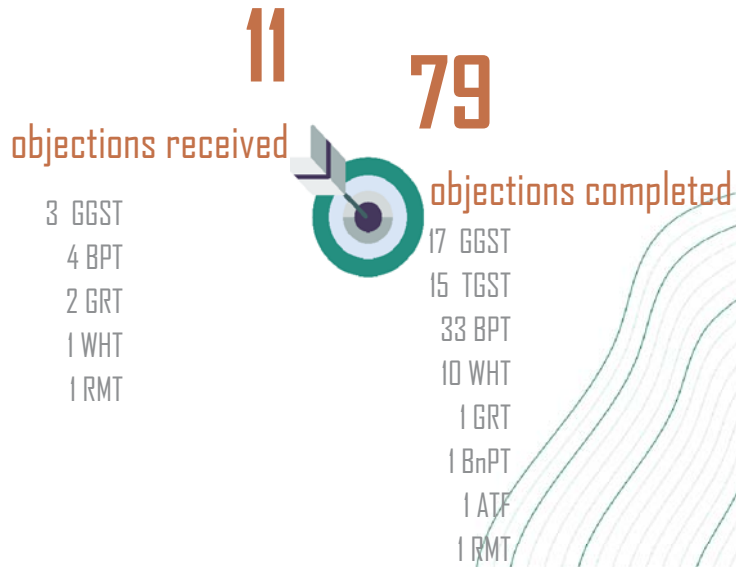 11
objections received
3 GGST
4 BPT
2 GRT
1 WHT
1 RMT
79
objections completed
17 GGST
15 TGST
33 BPT
10 WHT
1 GRT
1 BnPT
1 ATF
1 RMT